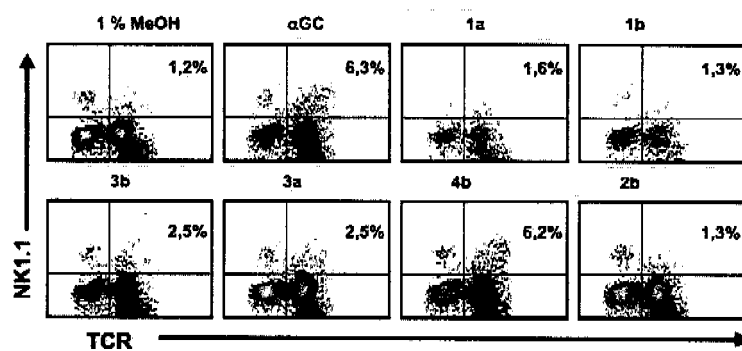 1 % MeOH αGC 1a 1b
1,2% 6,3% 1,6% 1,3%
3b 3a 4b 2b
2,5% 2,5% 6,2% 1,3%
NK1.1
TCR